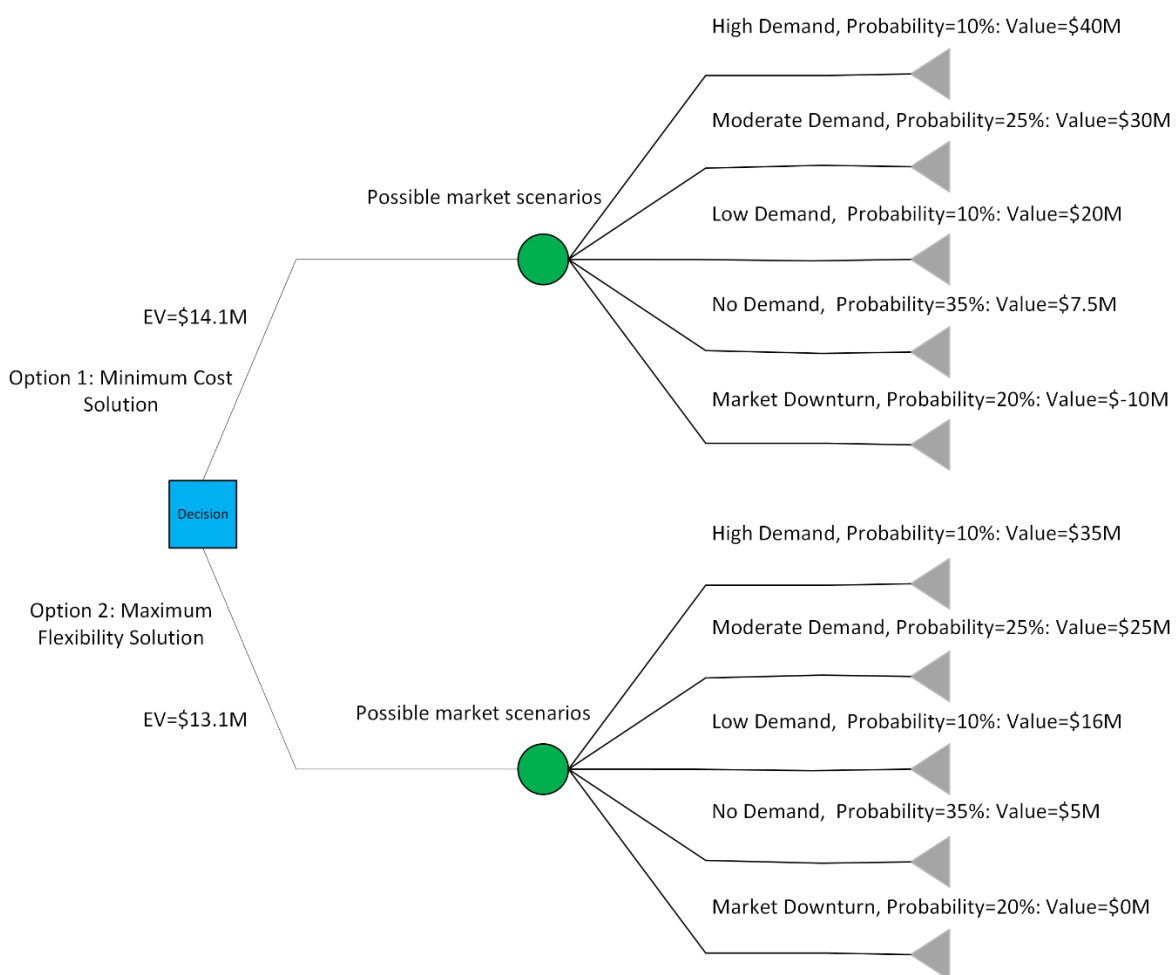 High Demand, Probability=10%: Value=$40M
Moderate Demand, Probability=25%: Value=$30M
Possible market scenarios
Low Demand,  Probability=10%: Value=$20M
No Demand,  Probability=35%: Value=$7.5M
EV=$14.1M
Option 1: Minimum Cost
Solution
Market Downturn, Probability=20%: Value=$-10M
Decision
High Demand, Probability=10%: Value=$35M
Option 2: Maximum
Flexibility Solution
Moderate Demand, Probability=25%: Value=$25M
EV=$13.1M
Possible market scenarios
Low Demand,  Probability=10%: Value=$16M
No Demand,  Probability=35%: Value=$5M
Market Downturn, Probability=20%: Value=$0M